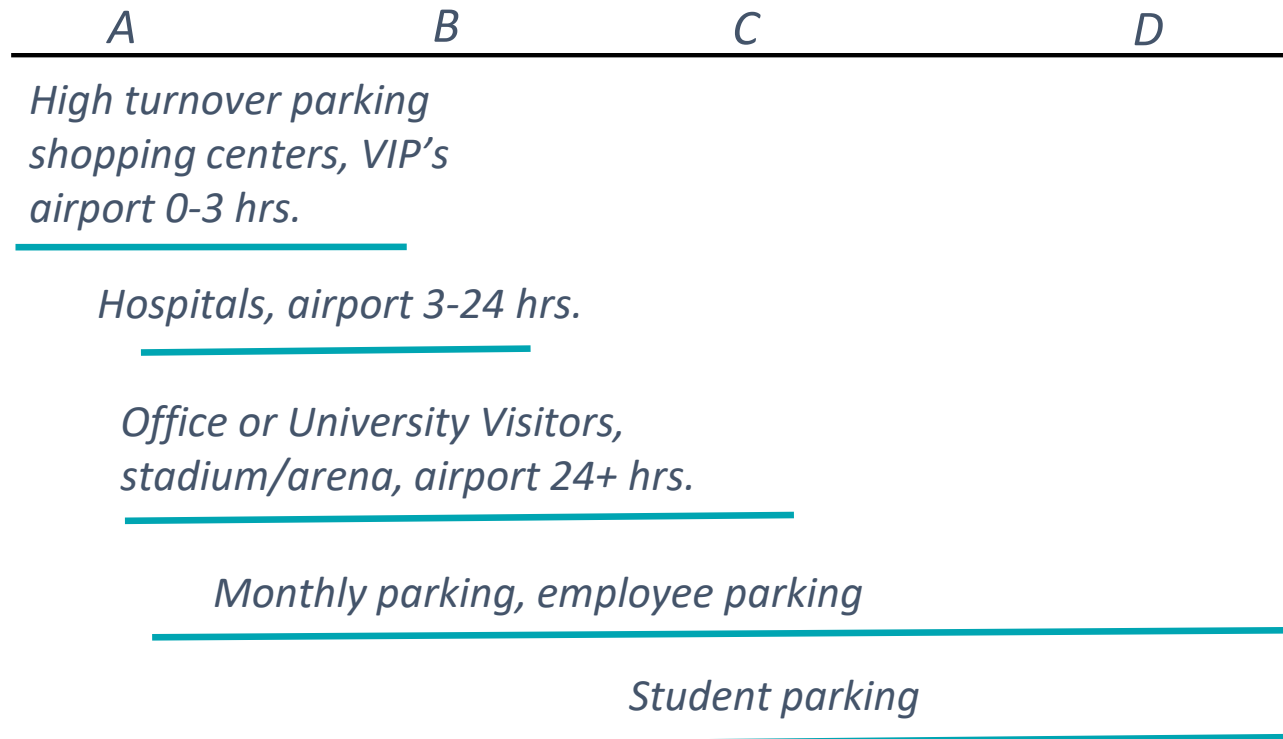 A B C D
High turnover parking
shopping centers, VIP’s
airport 0-3 hrs.
Hospitals, airport 3-24 hrs.
Office or University Visitors,
stadium/arena, airport 24+ hrs.
Monthly parking, employee parking
Student parking